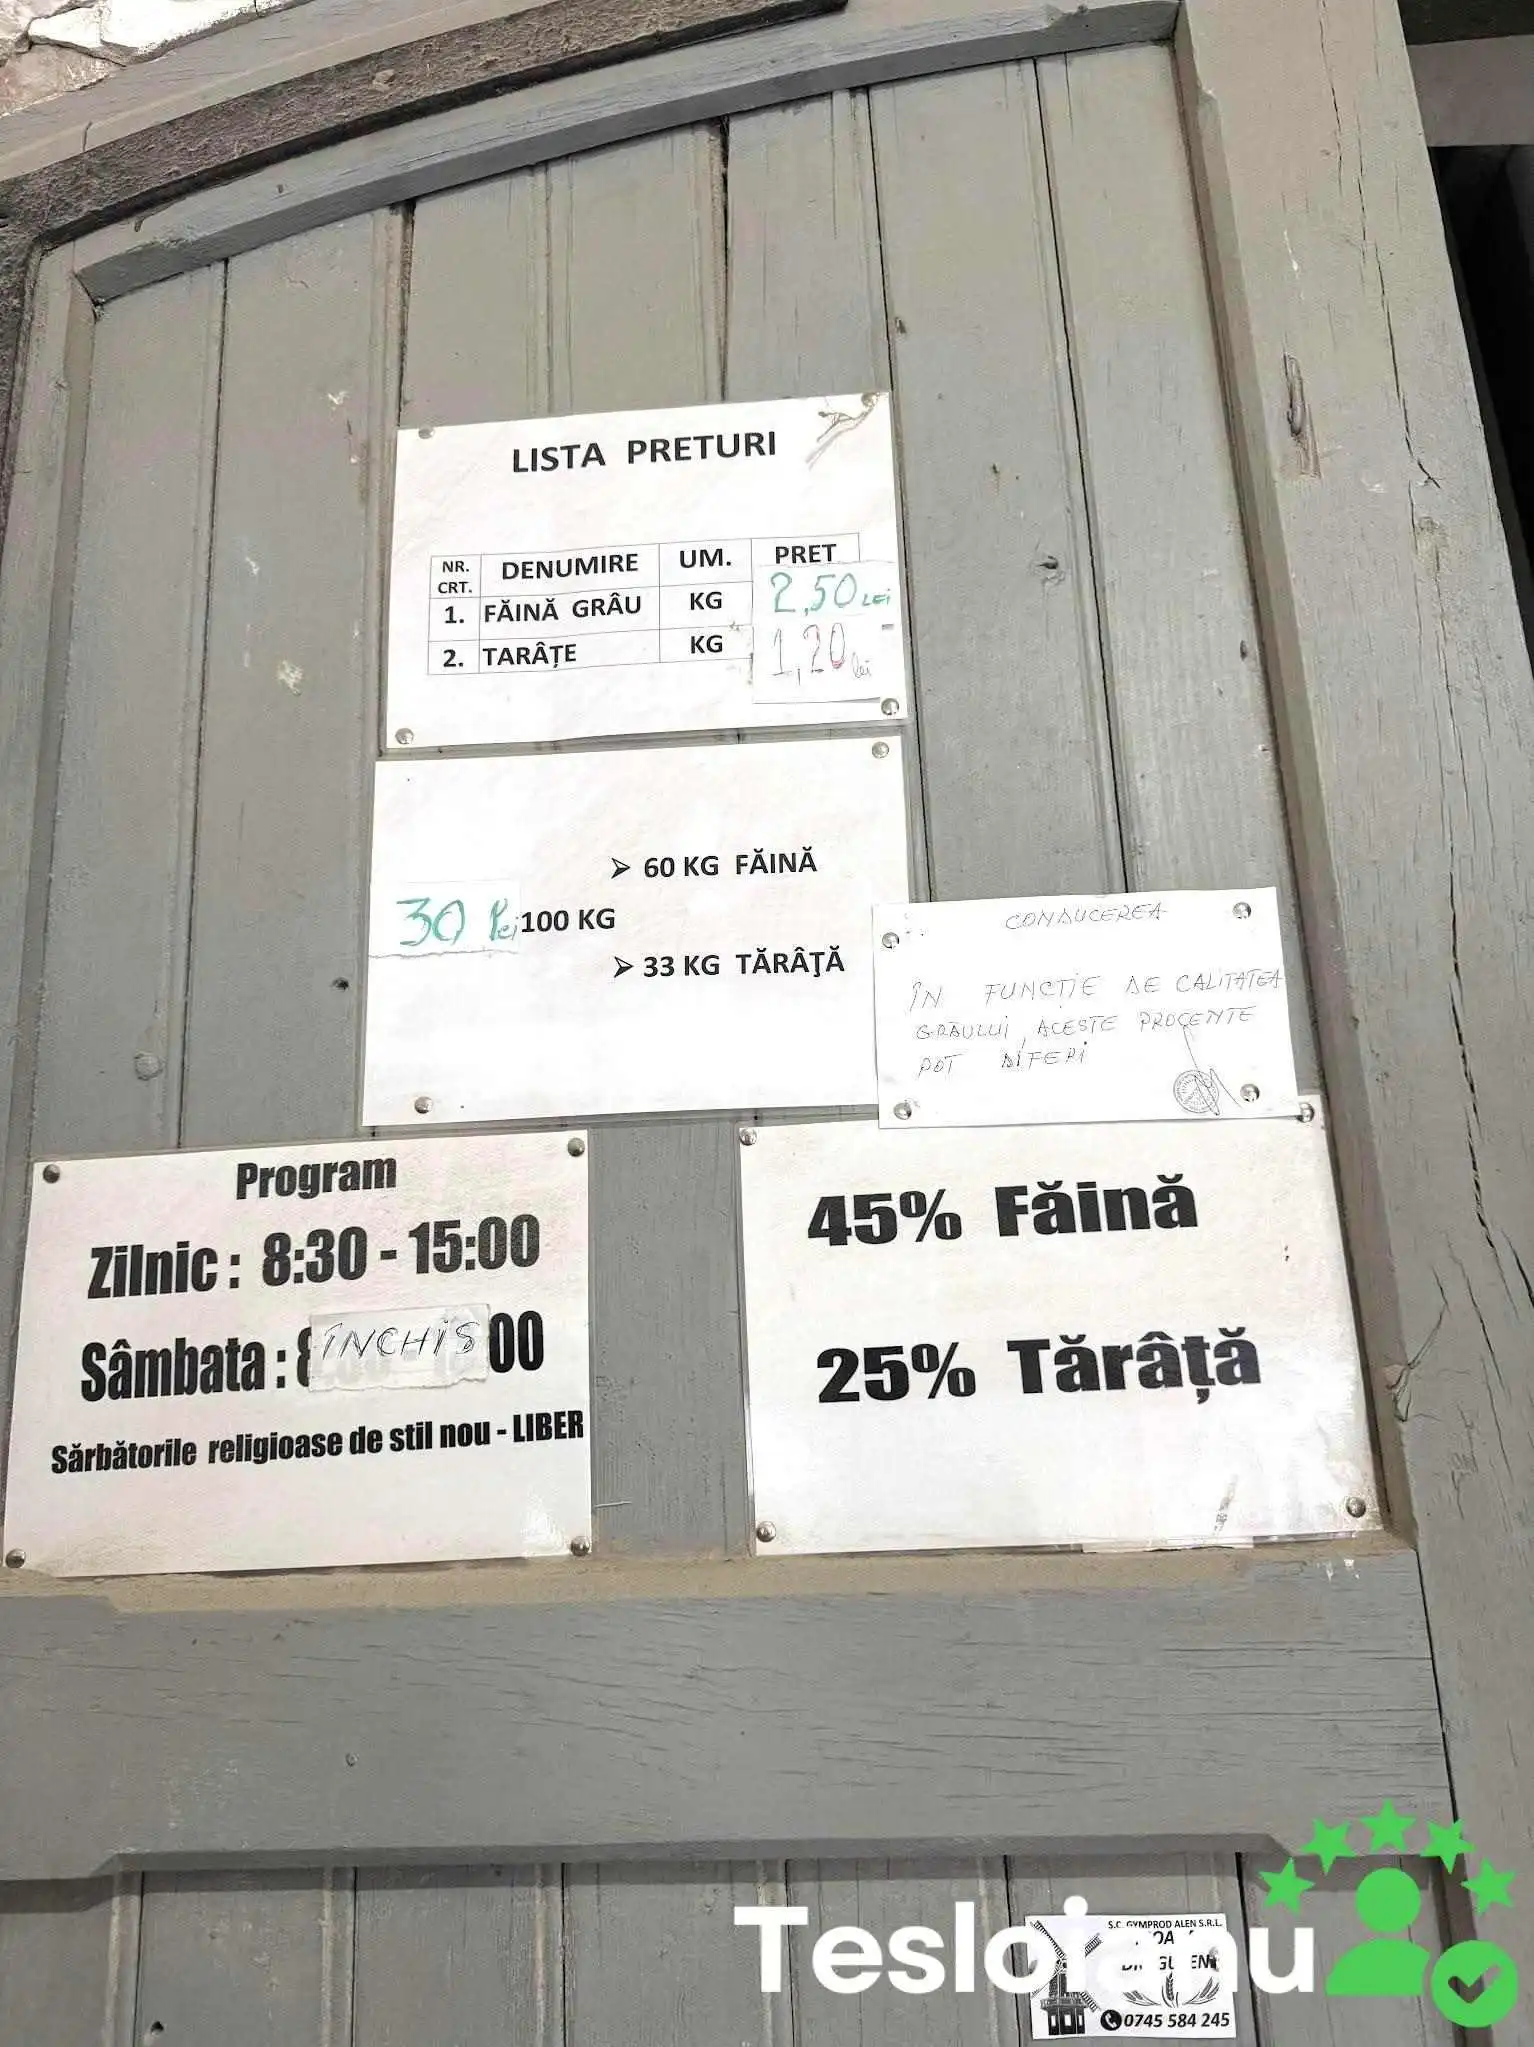 LISTA PRETURI
NR. CRT. DENUMIRE UM. PRET
1. FĂINĂ GRÂU KG 2,50 LEI
2. TARÂȚE KG 1,20 lei
➢ 60 KG FĂINĂ
30 lei 100 KG
➢ 33 KG TĂRÂŢĂ
CONDUCEREA
ÎN FUNCȚIE DE CALITATEA
GRÂULUI, ACESTE PROCENTE
POT DIFERI
Program
Zilnic : 8:30 - 15:00
Sâmbata : 8 ÎNCHIS 00
Sărbătorile religioase de stil nou - LIBER
45% Făină
25% Tărâță
S.C. GYMPROD ALEN S.R.L.
0745 584 245
Tesloianu